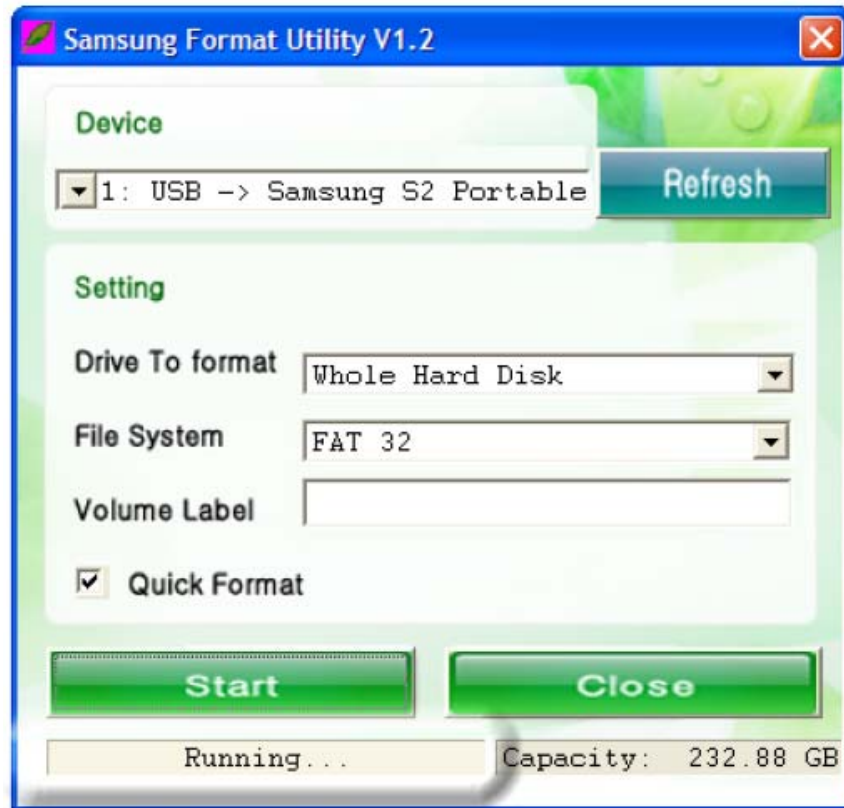 Samsung Format Utility V1.2
Device
1: USB -> Samsung S2 Portable
Refresh
Setting
Drive To format
Whole Hard Disk
File System
FAT 32
Volume Label
Quick Format
Start
Close
Running...
Capacity: 232.88 GB